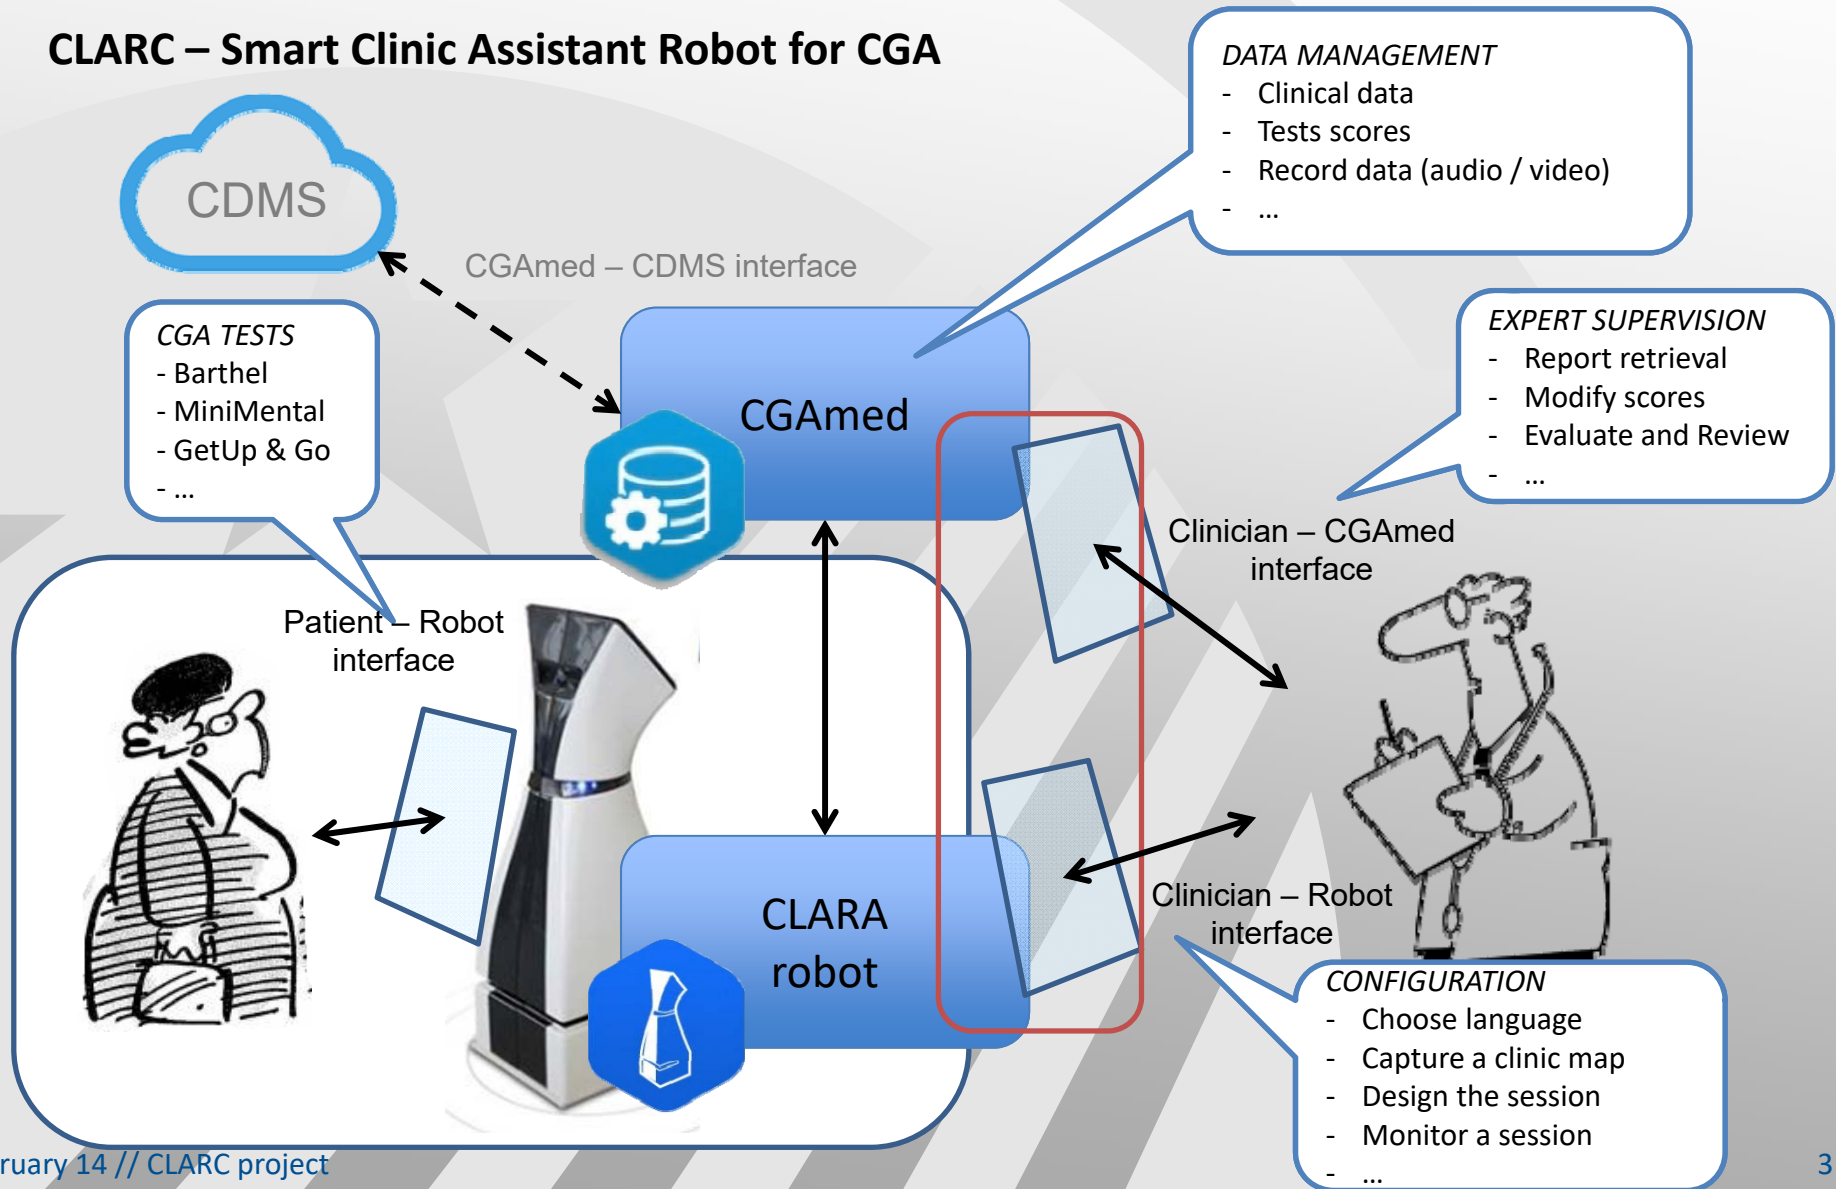 CLARC – Smart Clinic Assistant Robot for CGA
DATA MANAGEMENT
- Clinical data
- Tests scores
- Record data (audio / video)
- ...
CDMS
CGAmed – CDMS interface
CGA TESTS
- Barthel
- MiniMental
- GetUp & Go
- ...
EXPERT SUPERVISION
- Report retrieval
- Modify scores
- Evaluate and Review
- ...
CGAmed
Clinician – CGAmed
interface
Patient – Robot
interface
CLARA
robot
Clinician – Robot
interface
CONFIGURATION
- Choose language
- Capture a clinic map
- Design the session
- Monitor a session
- ...
ruary 14 // CLARC project
3